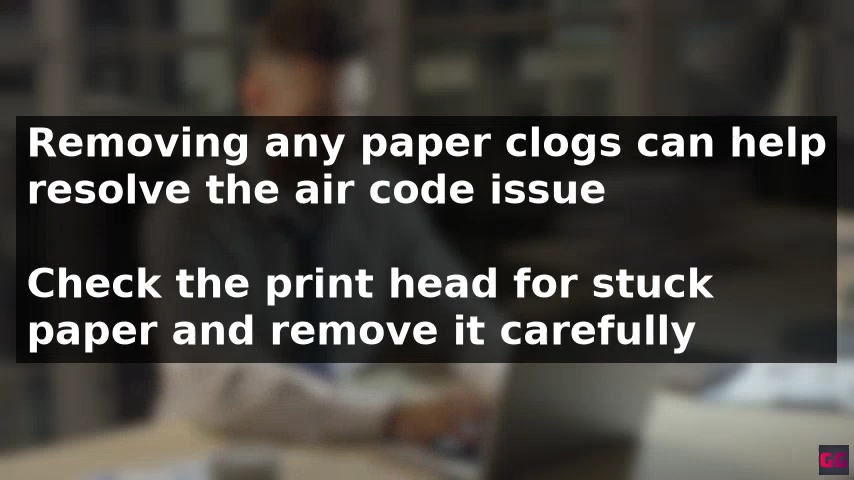 Removing any paper clogs can help
resolve the air code issue
Check the print head for stuck
paper and remove it carefully
GC